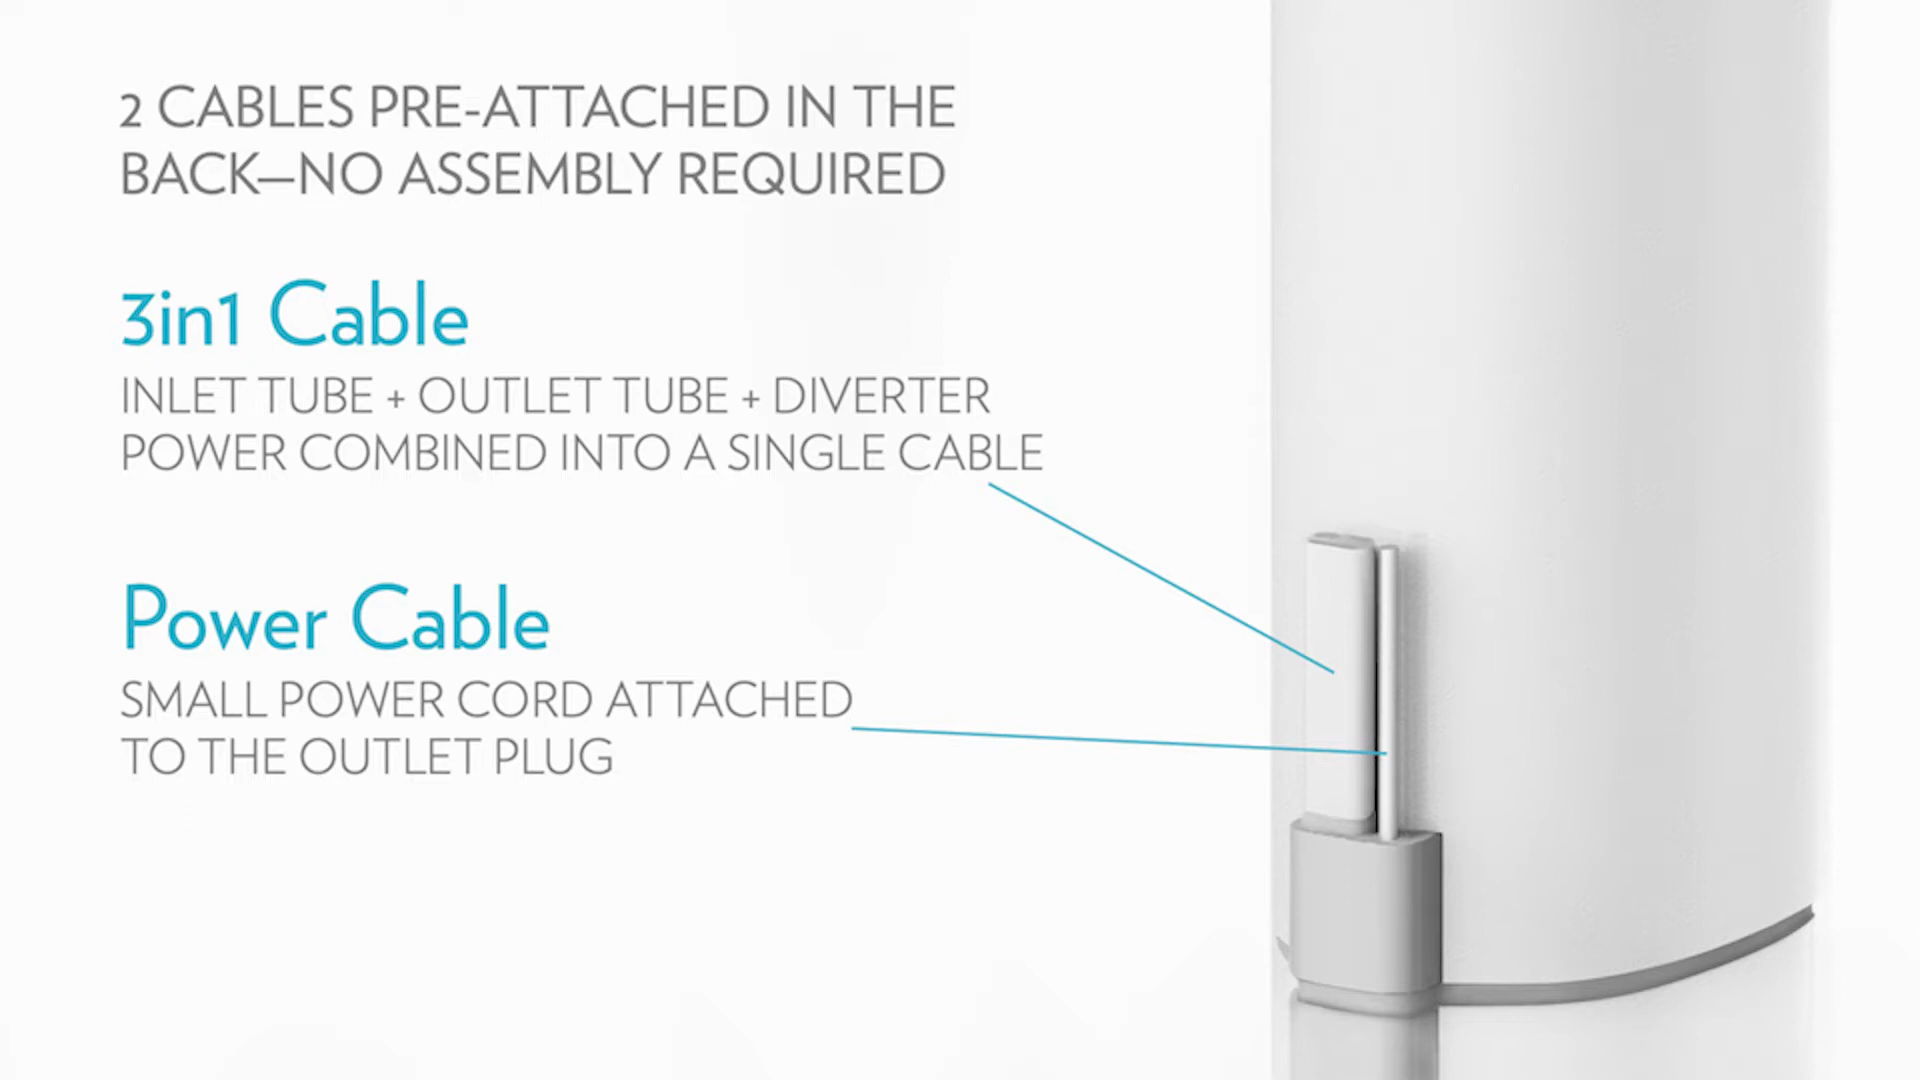 2 CABLES PRE-ATTACHED IN THE
BACK—NO ASSEMBLY REQUIRED
3in1 Cable
INLET TUBE + OUTLET TUBE + DIVERTER
POWER COMBINED INTO A SINGLE CABLE
Power Cable
SMALL POWER CORD ATTACHED
TO THE OUTLET PLUG